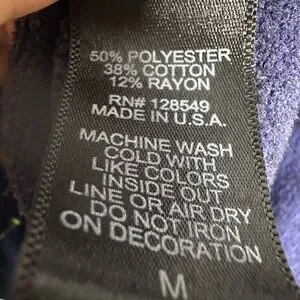 50% POLYESTER
38% COTTON
12% RAYON
RN# 128549
MADE IN U.S.A.
MACHINE WASH
COLD WITH
LIKE COLORS
INSIDE OUT
LINE OR AIR DRY
DO NOT IRON
ON DECORATION
M